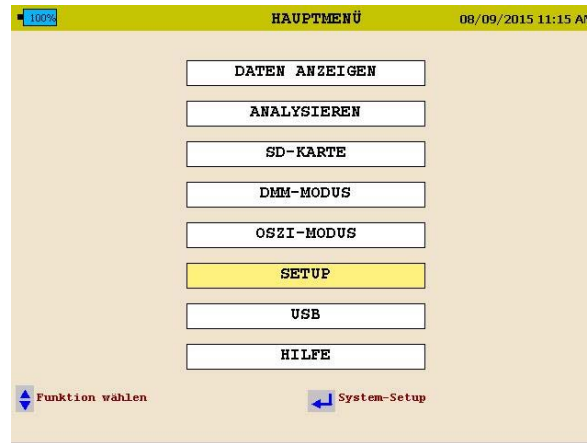 100% HAUPTMENÜ 08/09/2015 11:15 AM
DATEN ANZEIGEN
ANALYSIEREN
SD-KARTE
DMM-MODUS
OSZI-MODUS
SETUP
USB
HILFE
Funktion wählen System-Setup